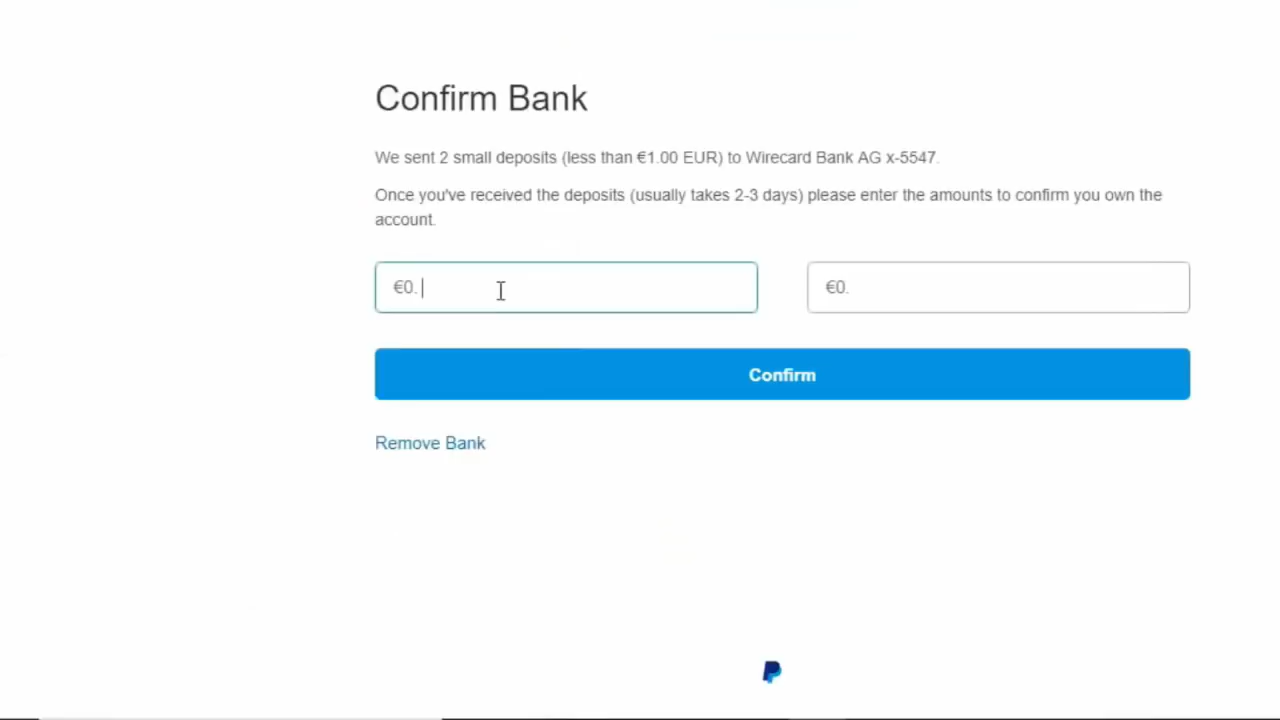 Confirm Bank
We sent 2 small deposits (less than €1.00 EUR) to Wirecard Bank AG x-5547.
Once you've received the deposits (usually takes 2-3 days) please enter the amounts to confirm you own the
account.
€0. €0.
Confirm
Remove Bank